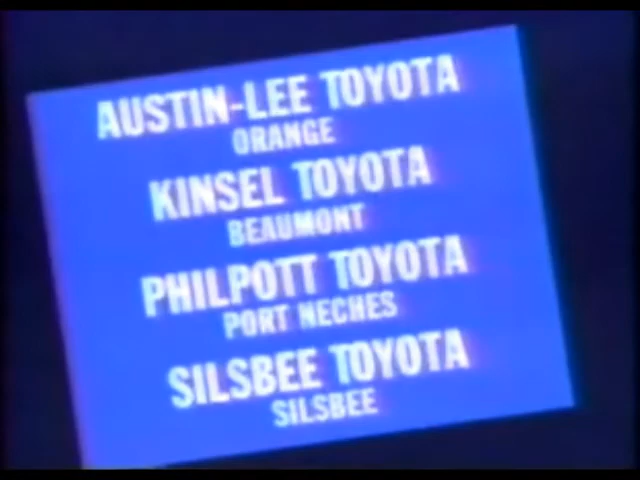 AUSTIN-LEE TOYOTA
ORANGE
KINSEL TOYOTA
BEAUMONT
PHILPOTT TOYOTA
PORT NECHES
SILSBEE TOYOTA
SILSBEE